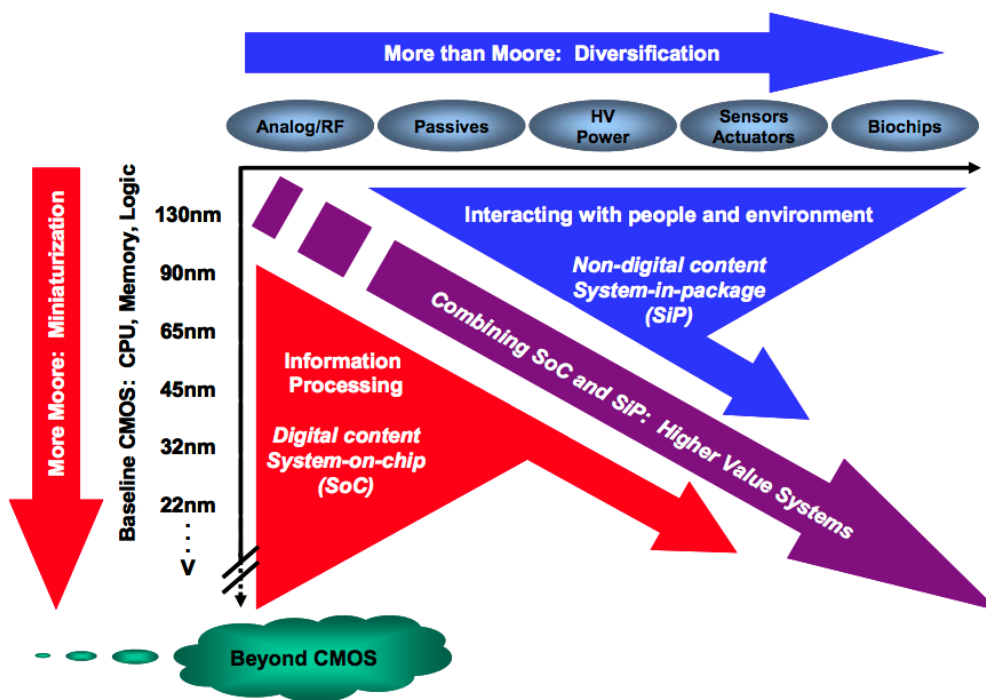 More than Moore: Diversification
Analog/RF
Passives
HV
Power
Sensors
Actuators
Biochips
More Moore: Miniaturization
Baseline CMOS: CPU, Memory, Logic
130nm
90nm
65nm
45nm
32nm
22nm
V
Interacting with people and environment
Non-digital content
System-in-package
(SiP)
Combining SoC and SiP: Higher Value Systems
Information
Processing
Digital content
System-on-chip
(SoC)
Beyond CMOS